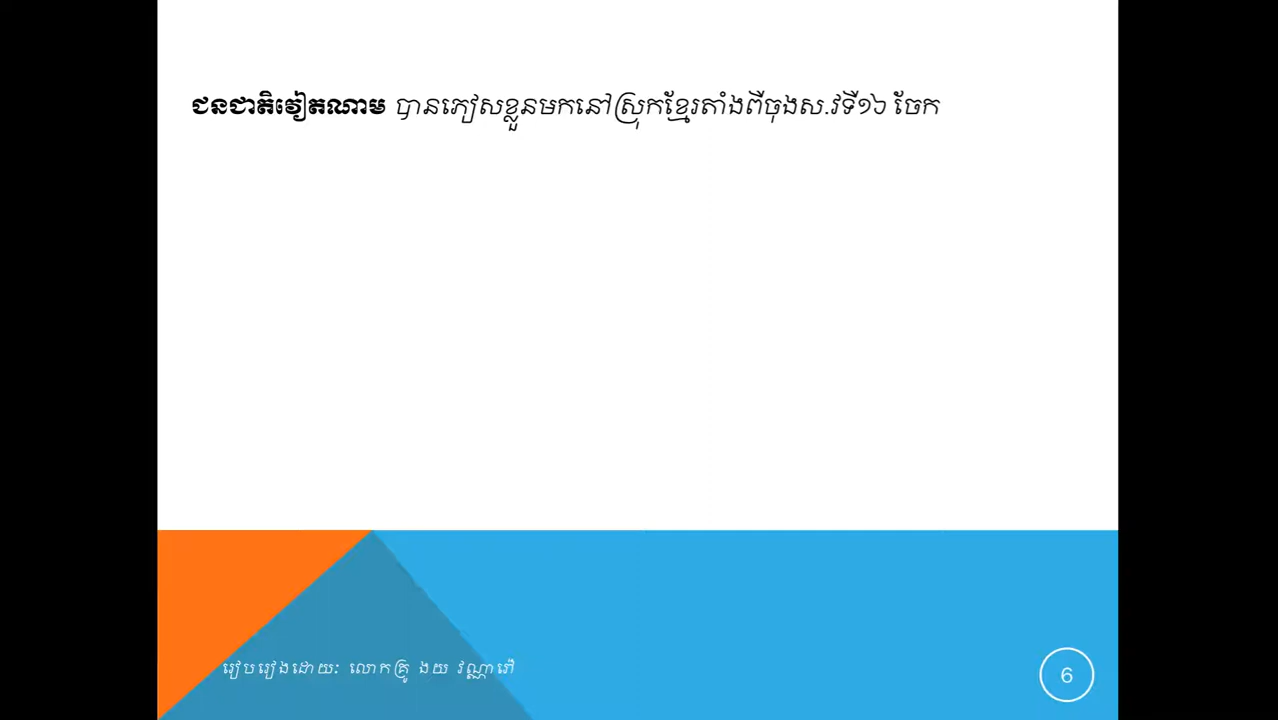 ជនជាតិវៀតណាម បានភៀសខ្លួនមកនៅស្រុកខ្មែរតាំងពីចុងស.វទី១៦ ចែក
រៀបរៀងដោយ: លោកគ្រូ ងយ វណ្ណាវី
6